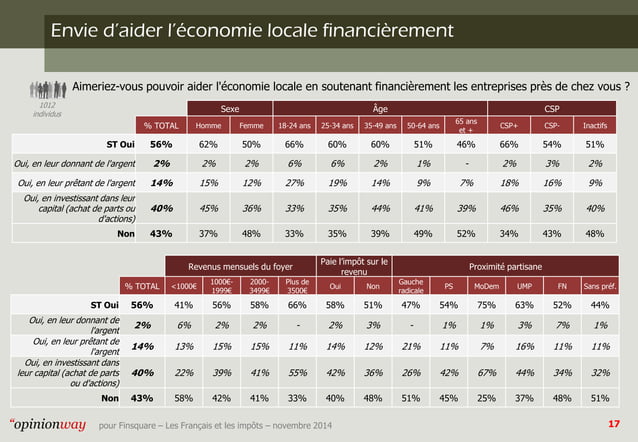 Envie d’aider l’économie locale financièrement
Aimeriez-vous pouvoir aider l'économie locale en soutenant financièrement les entreprises près de chez vous ?
1012
individus
Sexe Âge CSP
% TOTAL Homme Femme 18-24 ans 25-34 ans 35-49 ans 50-64 ans 65 ans et + CSP+ CSP- Inactifs
ST Oui 56% 62% 50% 66% 60% 60% 51% 46% 66% 54% 51%
Oui, en leur donnant de l'argent 2% 2% 2% 6% 6% 2% 1% - 2% 3% 2%
Oui, en leur prêtant de l'argent 14% 15% 12% 27% 19% 14% 9% 7% 18% 16% 9%
Oui, en investissant dans leur
capital (achat de parts ou
d'actions)
40% 45% 36% 33% 35% 44% 41% 39% 46% 35% 40%
Non 43% 37% 48% 33% 35% 39% 49% 52% 34% 43% 48%
Revenus mensuels du foyer Paie l’impôt sur le revenu Proximité partisane
% TOTAL <1000€ 1000€-1999€ 2000-3499€ Plus de 3500€ Oui Non Gauche radicale PS MoDem UMP FN Sans préf.
ST Oui 56% 41% 56% 58% 66% 58% 51% 47% 54% 75% 63% 52% 44%
Oui, en leur donnant de
l'argent
2% 6% 2% 2% - 2% 3% - 1% 1% 3% 7% 1%
Oui, en leur prêtant de
l'argent
14% 13% 15% 15% 11% 14% 12% 21% 11% 7% 16% 11% 11%
Oui, en investissant dans
leur capital (achat de parts
ou d'actions)
40% 22% 39% 41% 55% 42% 36% 26% 42% 67% 44% 34% 32%
Non 43% 58% 42% 41% 33% 40% 48% 51% 45% 25% 37% 48% 51%
“opinionway pour Finsquare – Les Français et les impôts – novembre 2014 17